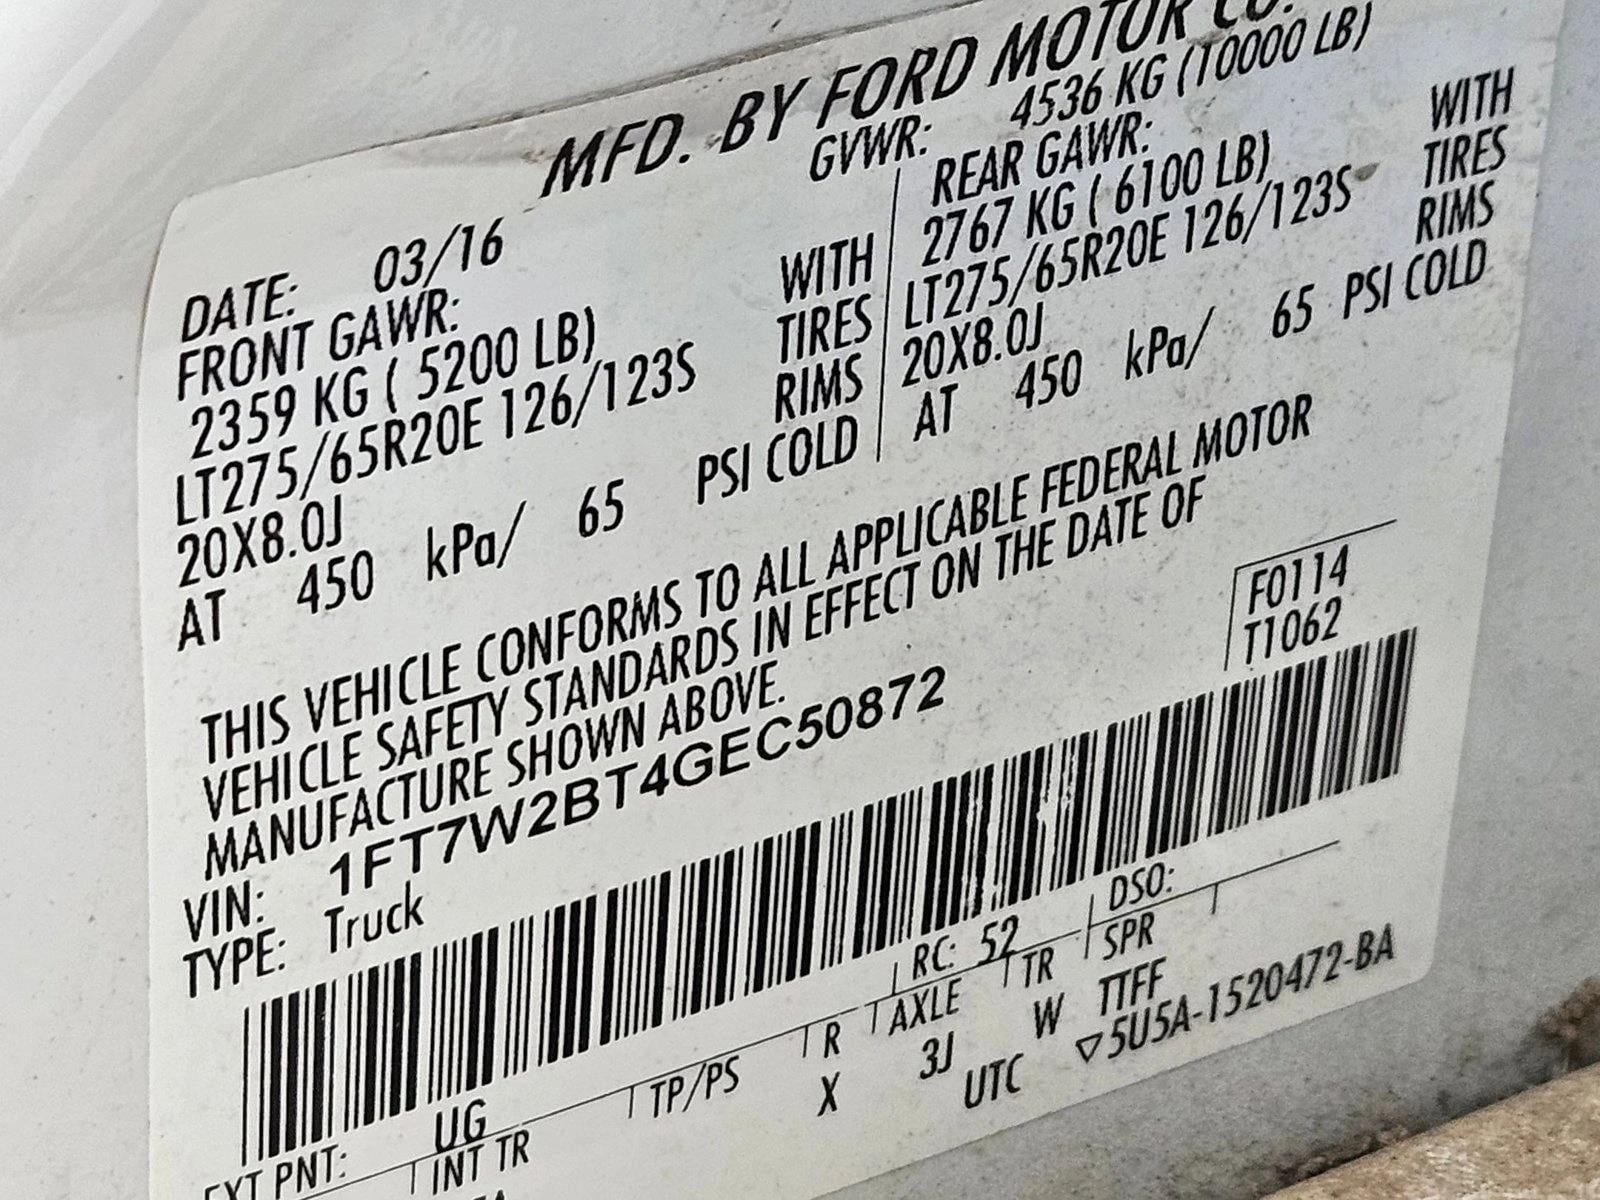 MFD. BY FORD MOTOR CO.
DATE: 03/16
GVWR: 4536 KG (10000 LB)
FRONT GAWR:
2359 KG ( 5200 LB) WITH
LT275/65R20E 126/123S TIRES
20X8.0J RIMS
AT 450 kPa/ 65 PSI COLD
REAR GAWR:
2767 KG ( 6100 LB) WITH
LT275/65R20E 126/123S TIRES
20X8.0J RIMS
AT 450 kPa/ 65 PSI COLD
THIS VEHICLE CONFORMS TO ALL APPLICABLE FEDERAL MOTOR
VEHICLE SAFETY STANDARDS IN EFFECT ON THE DATE OF
MANUFACTURE SHOWN ABOVE.
F0114
T1062
VIN: 1FT7W2BT4GEC50872
TYPE: Truck
EXT PNT: UG
RC: 52
DSO:
INT TR
TP/PS
R
AXLE
TR
SPR
X
3J
W
TTFF
UTC
▽5U5A-1520472-BA